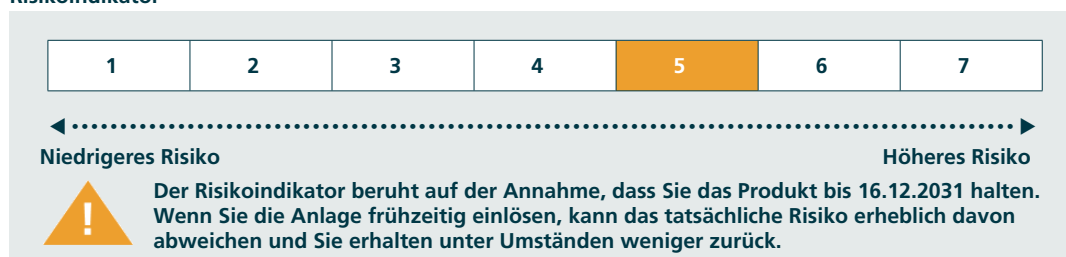 Risikoindikator
1 2 3 4 5 6 7
Niedrigeres Risiko Höheres Risiko
!
Der Risikoindikator beruht auf der Annahme, dass Sie das Produkt bis 16.12.2031 halten.
Wenn Sie die Anlage frühzeitig einlösen, kann das tatsächliche Risiko erheblich davon
abweichen und Sie erhalten unter Umständen weniger zurück.